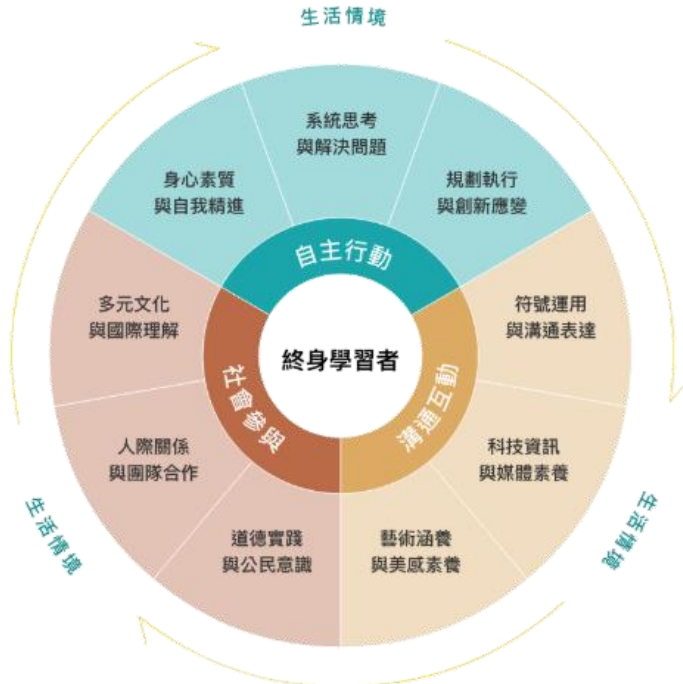 生活情境
系統思考
與解決問題
規劃執行
與創新應變
符號運用
與溝通表達
科技資訊
與媒體素養
藝術涵養
與美感素養
道德實踐
與公民意識
人際關係
與團隊合作
多元文化
與國際理解
身心素質
與自我精進
自主行動
溝通互動
社會參與
終身學習者
生活情境
生活情境